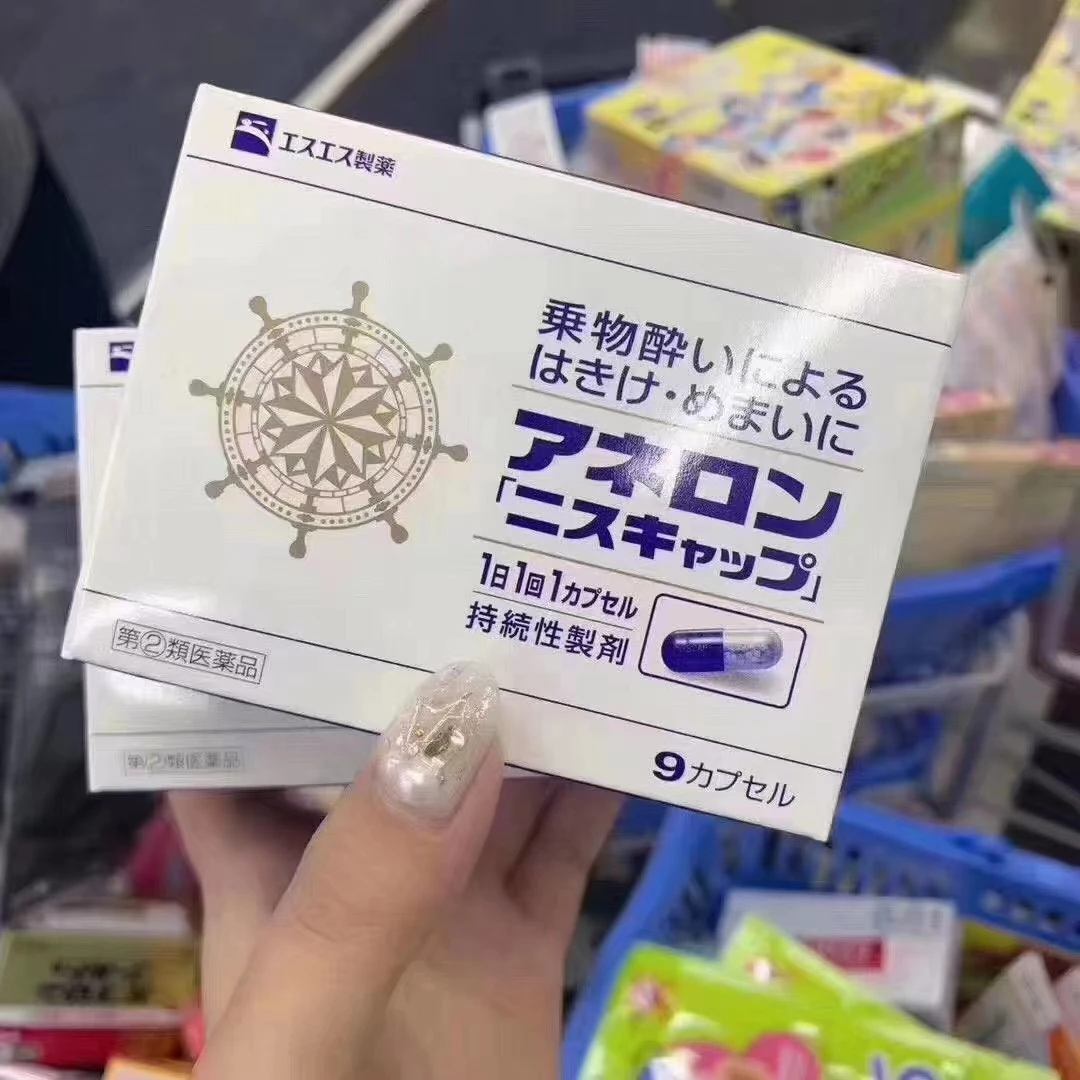 エスエス製薬
乗物酔いによる
はきけ・めまいに
アネロン
「ニスキャップ」
1日1回1カプセル
持続性製剤
第②類医薬品
9カプセル
第②類医薬品